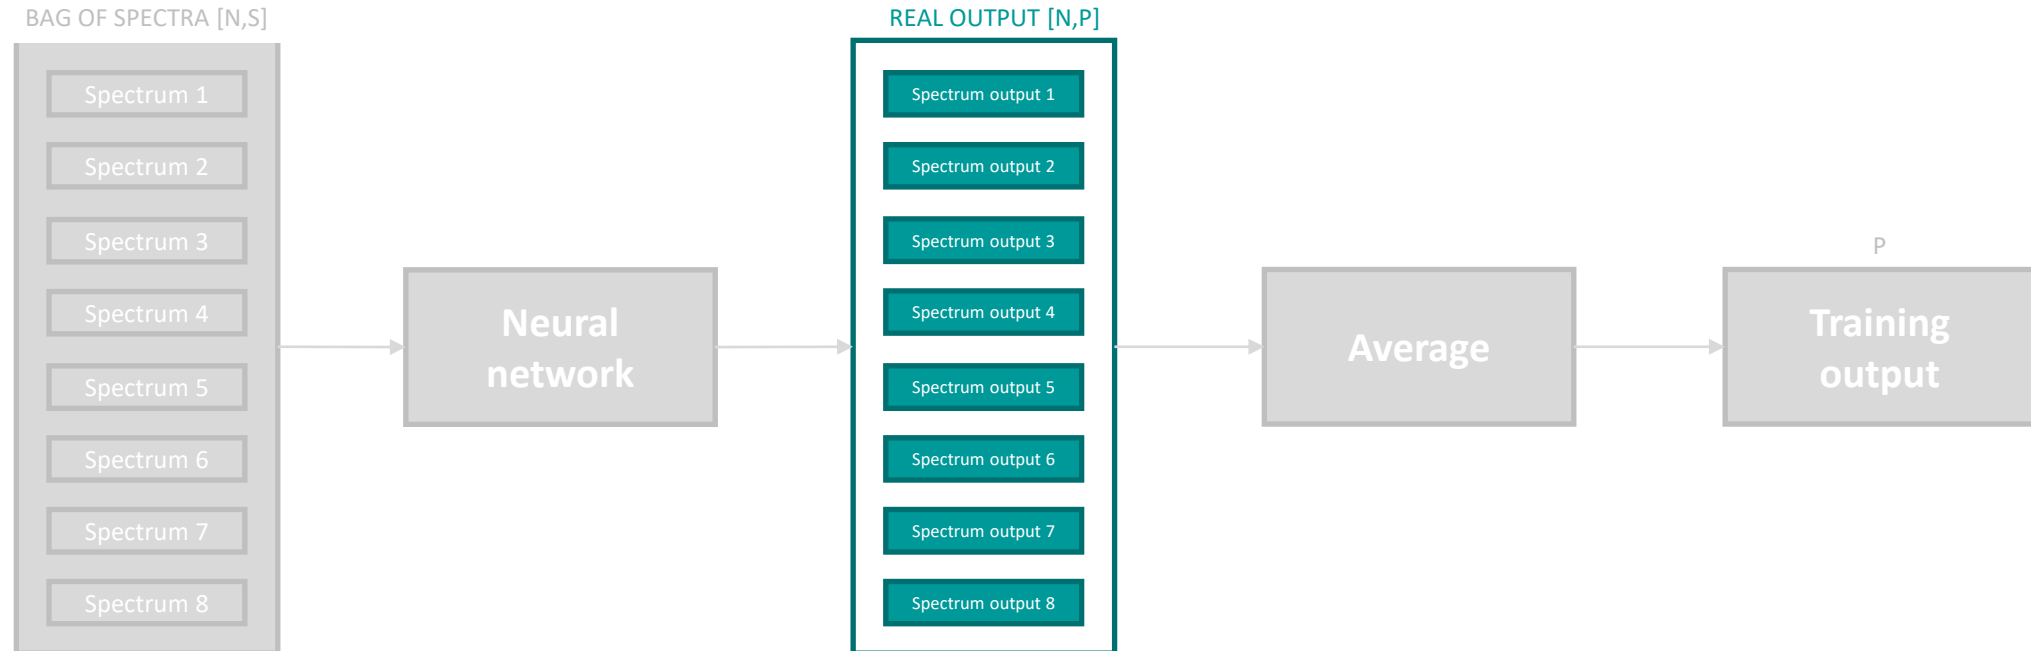 BAG OF SPECTRA [N,S]
Spectrum 1
Spectrum 2
Spectrum 3
Spectrum 4
Spectrum 5
Spectrum 6
Spectrum 7
Spectrum 8
Neural
network
REAL OUTPUT [N,P]
Spectrum output 1
Spectrum output 2
Spectrum output 3
Spectrum output 4
Spectrum output 5
Spectrum output 6
Spectrum output 7
Spectrum output 8
Average
P
Training
output